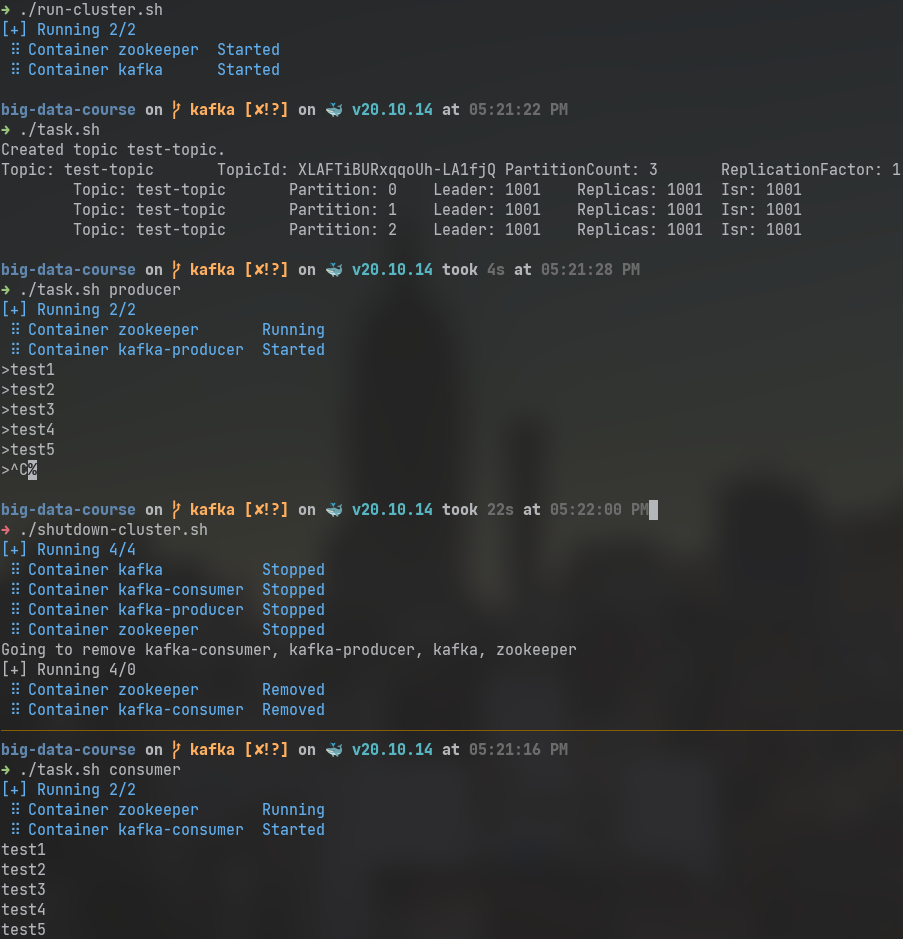 → ./run-cluster.sh
[+] Running 2/2
⠿ Container zookeeper  Started
⠿ Container kafka      Started
big-data-course on kafka [✘!?] on 🐳 v20.10.14 at 05:21:22 PM
→ ./task.sh
Created topic test-topic.
Topic: test-topic       TopicId: XLAFTiBURxqqoUh-LA1fjQ PartitionCount: 3       ReplicationFactor: 1
        Topic: test-topic       Partition: 0    Leader: 1001    Replicas: 1001  Isr: 1001
        Topic: test-topic       Partition: 1    Leader: 1001    Replicas: 1001  Isr: 1001
        Topic: test-topic       Partition: 2    Leader: 1001    Replicas: 1001  Isr: 1001
big-data-course on kafka [✘!?] on 🐳 v20.10.14 took 4s at 05:21:28 PM
→ ./task.sh producer
[+] Running 2/2
⠿ Container zookeeper       Running
⠿ Container kafka-producer  Started
>test1
>test2
>test3
>test4
>test5
>^C%
big-data-course on kafka [✘!?] on 🐳 v20.10.14 took 22s at 05:22:00 PM
→ ./shutdown-cluster.sh
[+] Running 4/4
⠿ Container kafka           Stopped
⠿ Container kafka-consumer  Stopped
⠿ Container kafka-producer  Stopped
⠿ Container zookeeper       Stopped
Going to remove kafka-consumer, kafka-producer, kafka, zookeeper
[+] Running 4/0
⠿ Container zookeeper       Removed
⠿ Container kafka-consumer  Removed
big-data-course on kafka [✘!?] on 🐳 v20.10.14 at 05:21:16 PM
→ ./task.sh consumer
[+] Running 2/2
⠿ Container zookeeper       Running
⠿ Container kafka-consumer  Started
test1
test2
test3
test4
test5